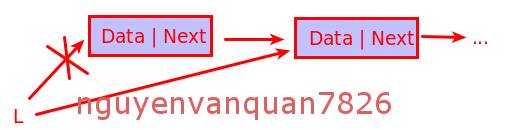 Data | Next
Data | Next
...
nguyenvanquan7826
L